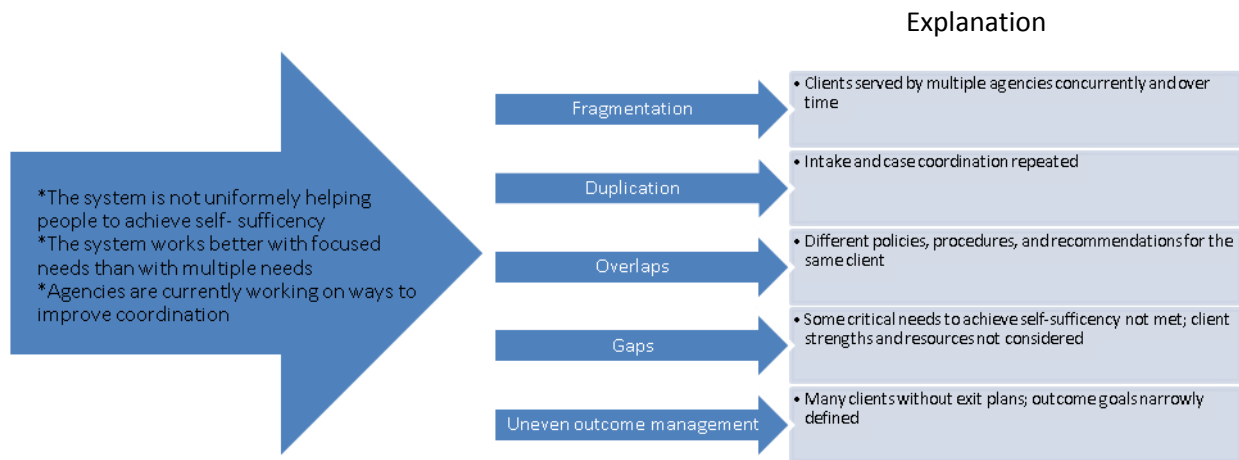 Explanation
*The system is not uniformely helping
people to achieve self- sufficency
*The system works better with focused
needs than with multiple needs
*Agencies are currently working on ways to
improve coordination
Fragmentation
• Clients served by multiple agencies concurrently and over
time
Duplication
• Intake and case coordination repeated
Overlaps
• Different policies, procedures, and recommendations for the
same client
Gaps
• Some critical needs to achieve self-sufficency not met; client
strengths and resources not considered
Uneven outcome management
• Many clients without exit plans; outcome goals narrowly
defined